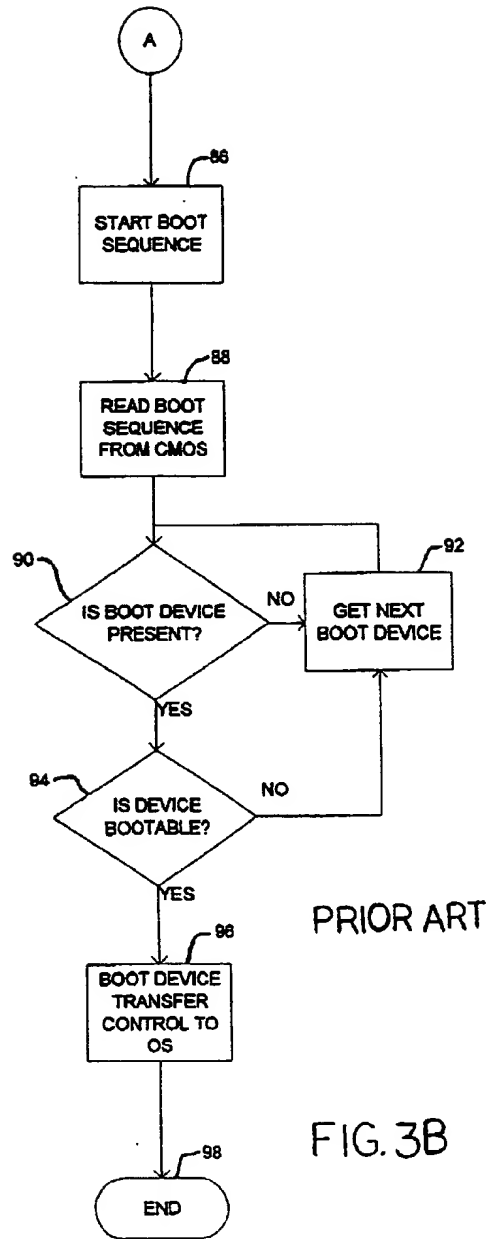 A
86
START BOOT
SEQUENCE
88
READ BOOT
SEQUENCE
FROM CMOS
90
IS BOOT DEVICE
PRESENT?
NO
92
GET NEXT
BOOT DEVICE
YES
94
IS DEVICE
BOOTABLE?
NO
YES
PRIOR ART
96
BOOT DEVICE
TRANSFER
CONTROL TO
OS
FIG. 3B
98
END